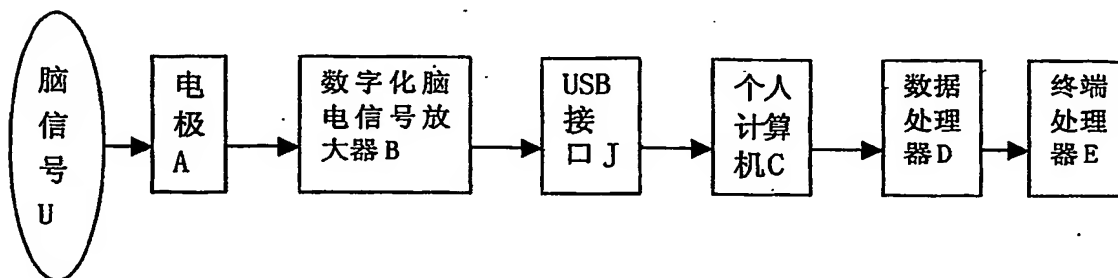 脑
信
号
U
电
极
A
数字化脑
电信号放
大器B
USB
接
口J
个人
计算
机C
数据
处理
器D
终端
处理
器E